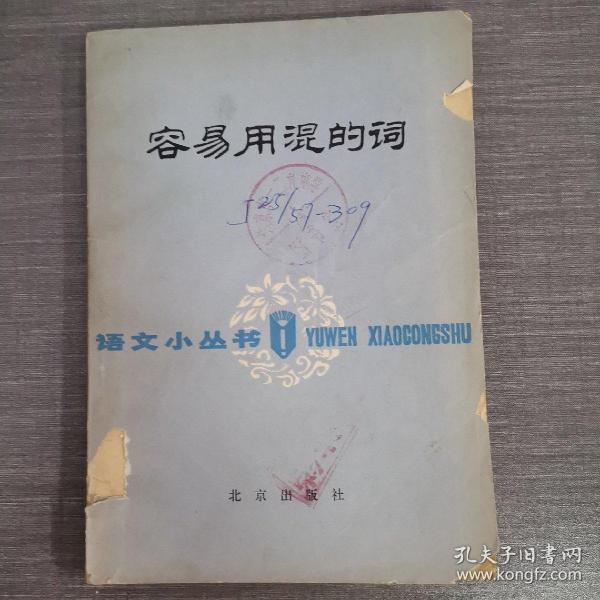 容易用混的词
J25/57-309
语文小丛书 YUWEN XIAOCONGSHU
北京出版社
孔夫子旧书网
www.kongfz.com